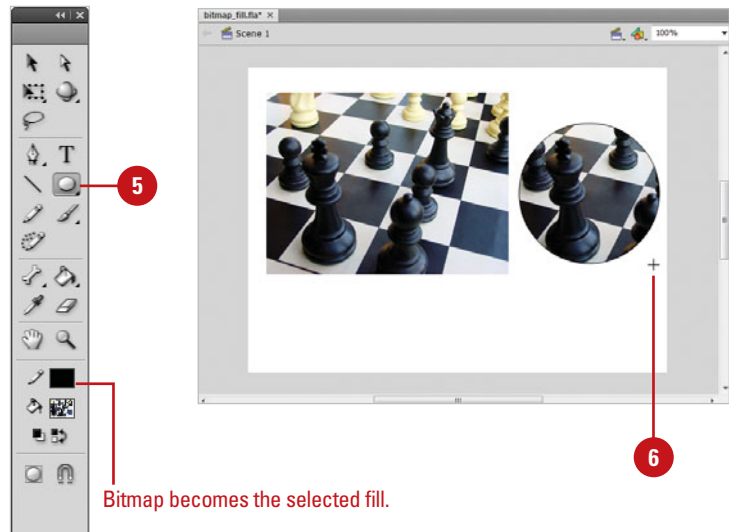 bitmap_fill.fla*
Scene 1
100%
T
5
6
Bitmap becomes the selected fill.